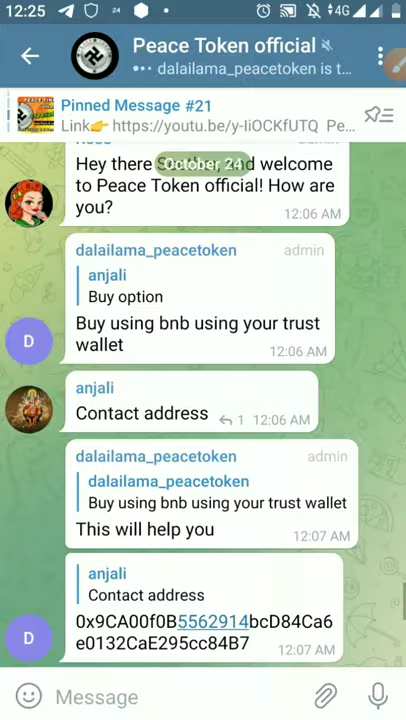 12:25
24
4G
Peace Token official
dalailama_peacetoken is t...
Pinned Message #21
Link👉 https://youtu.be/y-liOCKfUTQ Pe...
admin
Hey there welcome
October 24
to Peace Token official! How are
you?
12:06 AM
dalailama_peacetoken admin
anjali
Buy option
Buy using bnb using your trust
wallet
12:06 AM
D
anjali
Contact address
1 12:06 AM
dalailama_peacetoken admin
dalailama_peacetoken
Buy using bnb using your trust wallet
This will help you
12:07 AM
anjali
Contact address
0x9CA00f0B5562914bcD84Ca6
e0132CaE295cc84B7
12:07 AM
D
Message